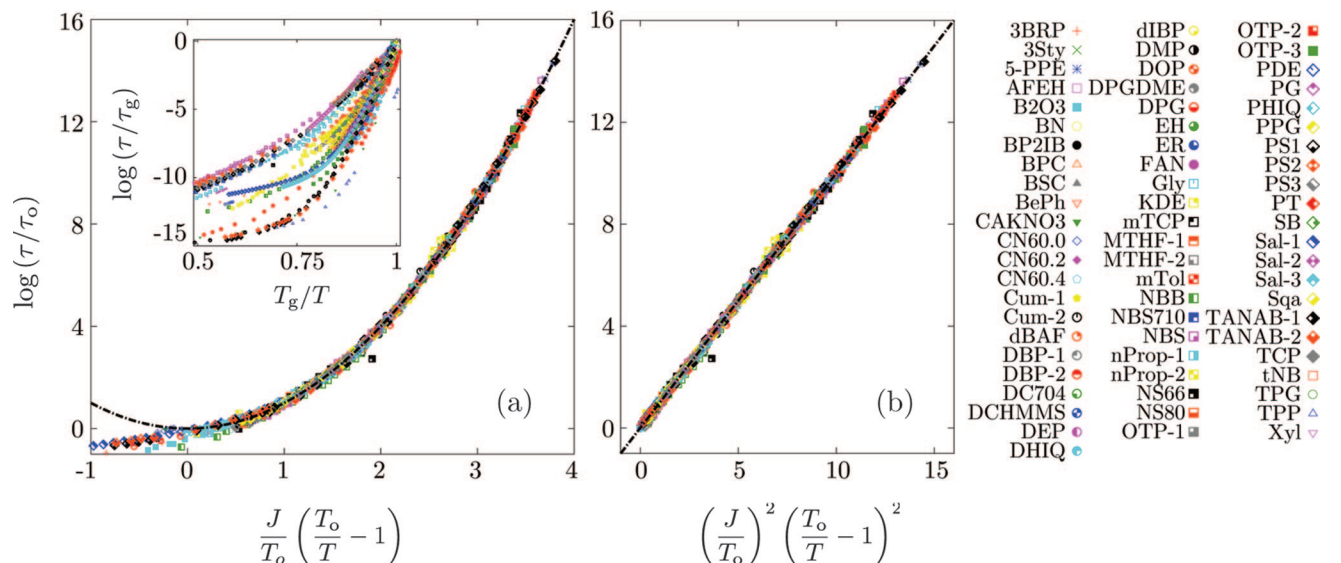 16
12
8
4
0
-1 0 1 2 3 4
log (τ/τo)
J/To (To/T − 1)
(a)
0
-5
-10
-15
0.5 0.75 1
log (τ/τg)
Tg/T
16
12
8
4
0
0 5 10 15
(J/To)² (To/T − 1)²
(b)
3BRP
3Sty
5-PPE
AFEH
B2O3
BN
BP2IB
BPC
BSC
BePh
CAKNO3
CN60.0
CN60.2
CN60.4
Cum-1
Cum-2
dBAF
DBP-1
DBP-2
DC704
DCHMMS
DEP
DHIQ
dIBP
DMP
DOP
DPGDME
DPG
EH
ER
FAN
Gly
KDE
mTCP
MTHF-1
MTHF-2
mTol
NBB
NBS710
NBS
nProp-1
nProp-2
NS66
NS80
OTP-1
OTP-2
OTP-3
PDE
PG
PHIQ
PPG
PS1
PS2
PS3
PT
SB
Sal-1
Sal-2
Sal-3
Sqa
TANAB-1
TANAB-2
TCP
tNB
TPG
TPP
Xyl